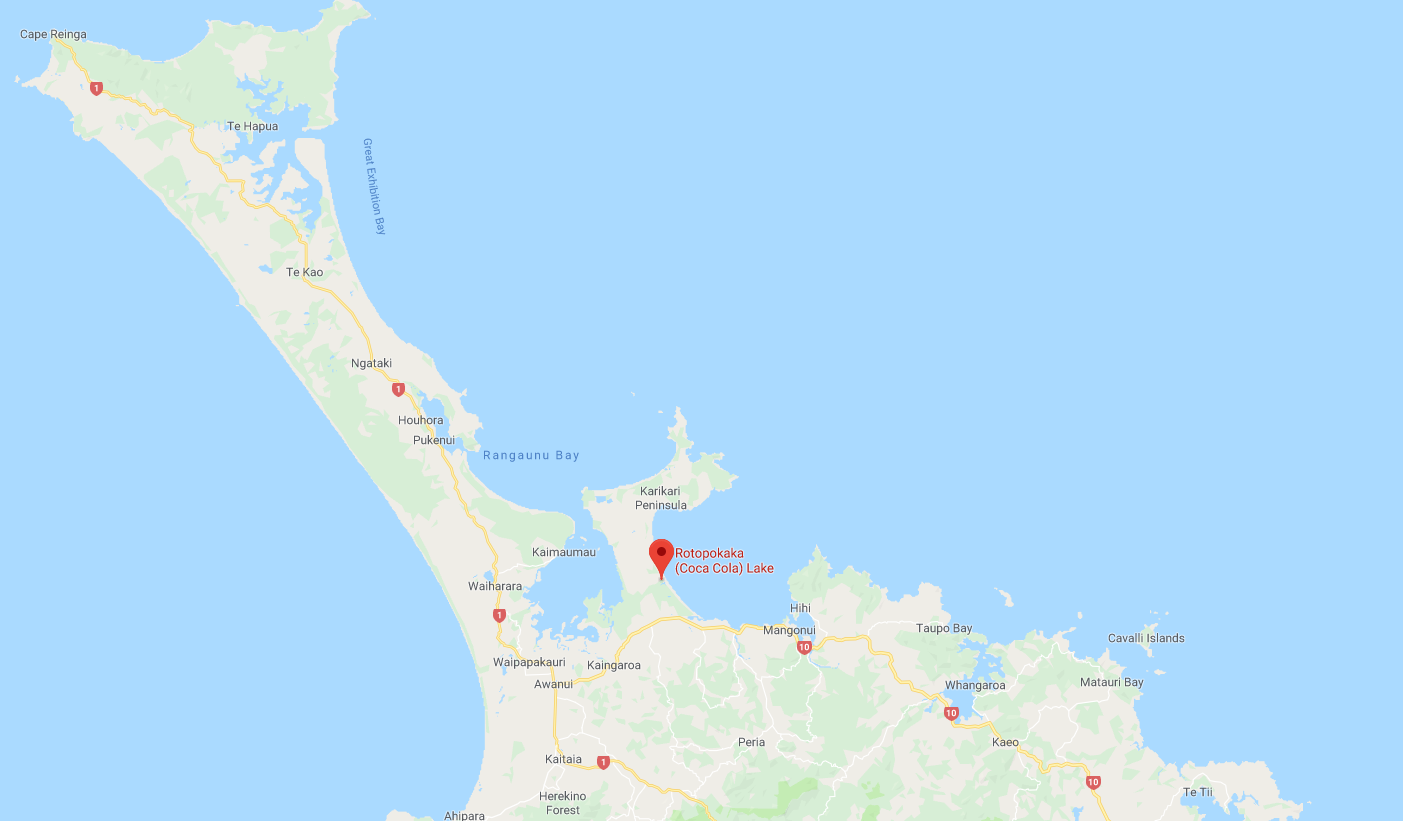 Cape Reinga
1
Te Hapua
Great Exhibition Bay
Te Kao
Ngataki
1
Houhora
Pukenui
Rangaunu Bay
Karikari
Peninsula
Kaimaumau
Rotopokaka
(Coca Cola) Lake
Waiharara
1
Hihi
Mangonui
10
Taupo Bay
Cavalli Islands
Waipapakauri
Kaingaroa
Awanui
Whangaroa
Matauri Bay
10
Peria
Kaeo
Kaitaia
1
10
Te Tii
Herekino
Forest
Ahipara